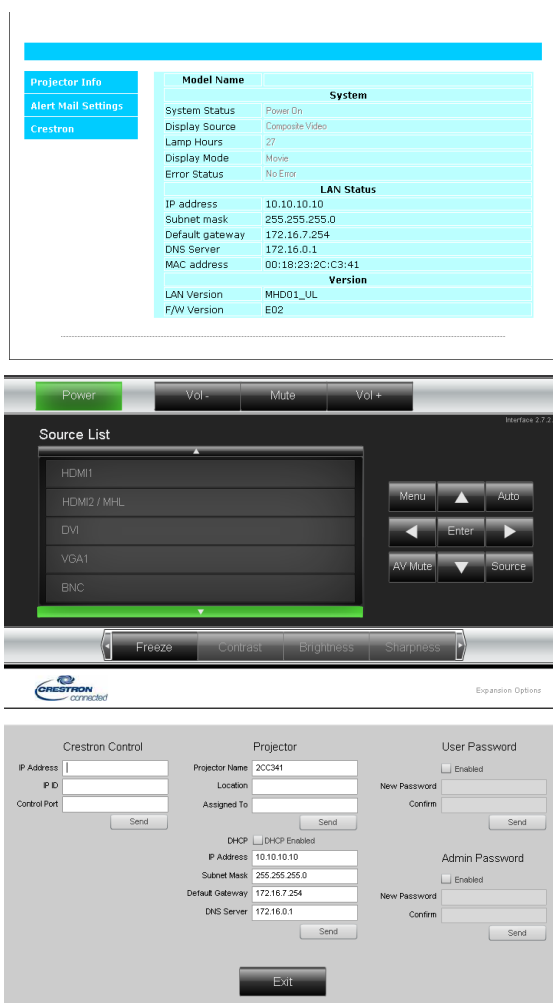 Model Name
Projector Info
Alert Mail Settings
Crestron
System
System Status Power On
Display Source Composite Video
Lamp Hours 27
Display Mode Movie
Error Status No Error
LAN Status
IP address 10.10.10.10
Subnet mask 255.255.255.0
Default gateway 172.16.7.254
DNS Server 172.16.0.1
MAC address 00:18:23:2C:C3:41
Version
LAN Version MHD01_UL
F/W Version E02
Power Vol - Mute Vol +
Interface 2.7.2
Source List
HDMI1
HDMI2 / MHL
DVI
VGA1
BNC
Menu Auto
Enter
AV Mute Source
Freeze Contrast Brightness Sharpness
CRESTRON
connected
Expansion Options
Crestron Control
IP Address
IP ID
Control Port
Send
Projector
Projector Name 2CC341
Location
Assigned To
Send
DHCP DHCP Enabled
IP Address 10.10.10.10
Subnet Mask 255.255.255.0
Default Gateway 172.16.7.254
DNS Server 172.16.0.1
Send
User Password
Enabled
New Password
Confirm
Send
Admin Password
Enabled
New Password
Confirm
Send
Exit